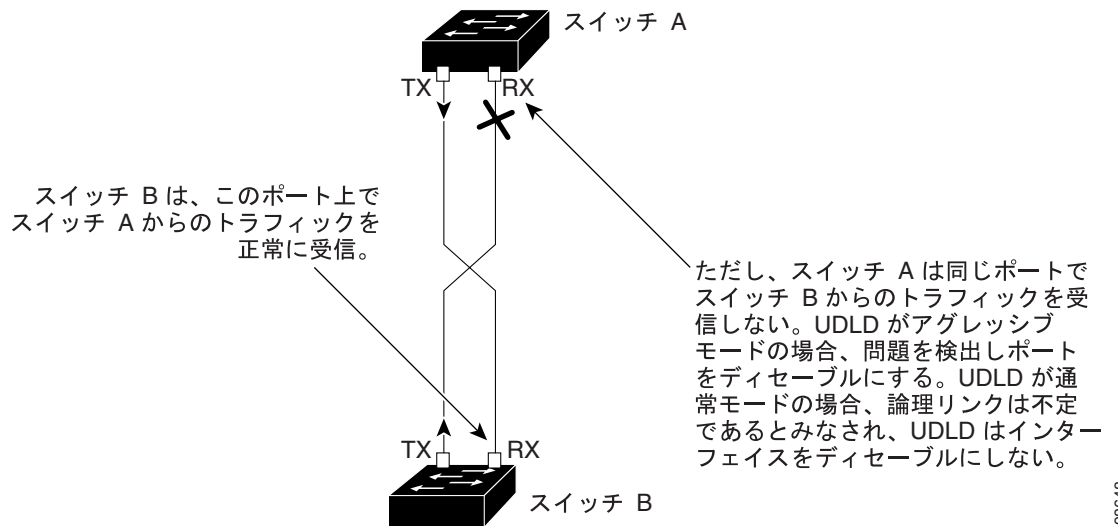 スイッチ A
TX
RX
スイッチ B は、このポート上で
スイッチ A からのトラフィックを
正常に受信。
ただし、スイッチ A は同じポートで
スイッチ B からのトラフィックを受
信しない。UDLD がアグレッシブ
モードの場合、問題を検出しポート
をディセーブルにする。UDLD が通
常モードの場合、論理リンクは不定
であるとみなされ、UDLD はインター
フェイスをディセーブルにしない。
TX
RX
スイッチ B